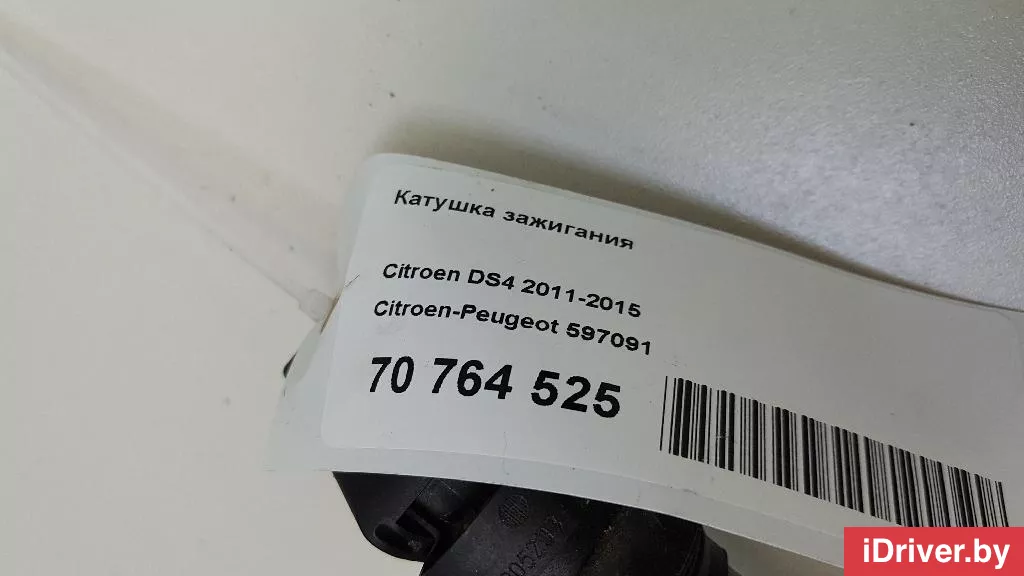 Катушка зажигания
Citroen DS4 2011-2015
Citroen-Peugeot 597091
70 764 525
iDriver.by